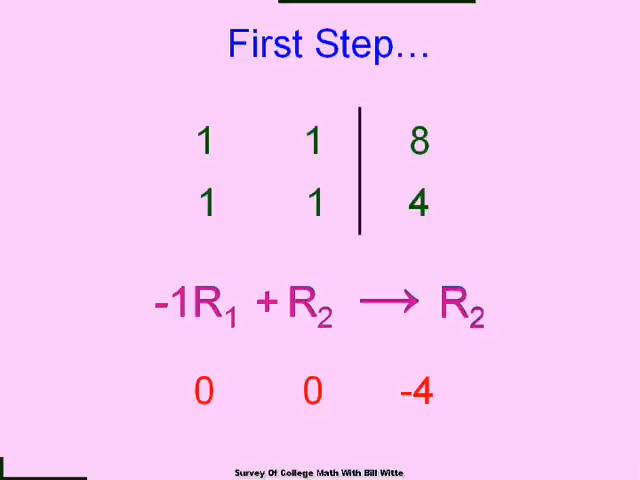 First Step…
1 1 8
1 1 4
-1R₁ + R₂ → R₂
0 0 -4
Survey Of College Math With Bill Witte